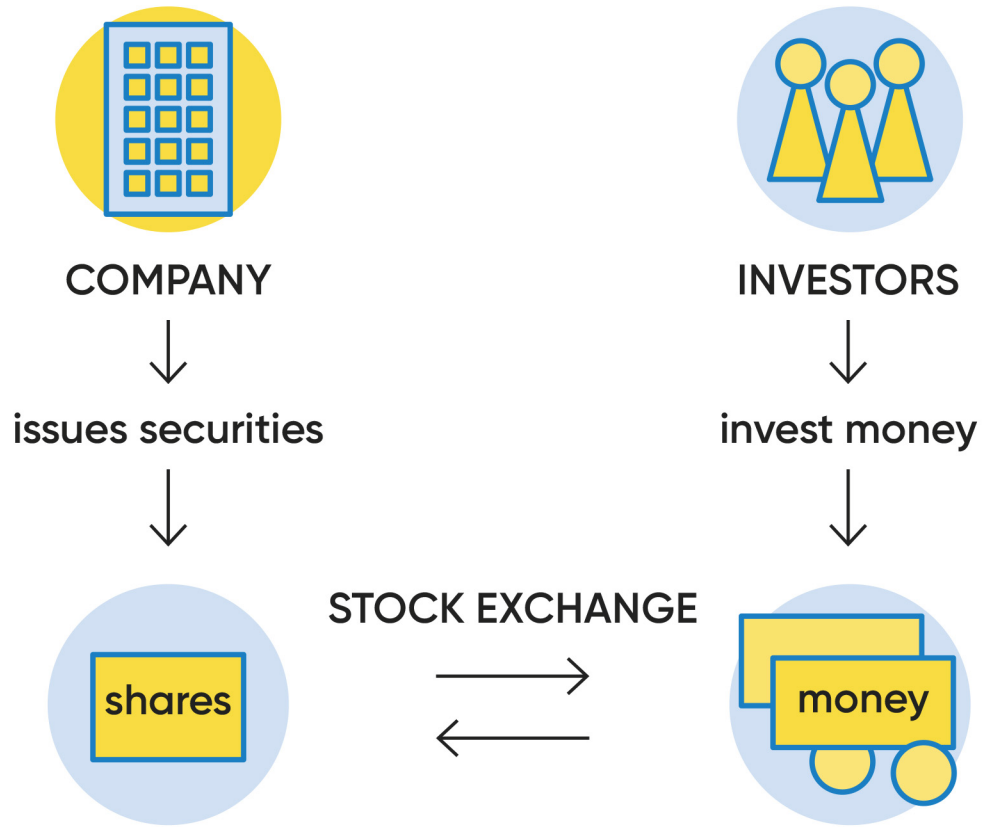 COMPANY
INVESTORS
issues securities
invest money
STOCK EXCHANGE
shares
money